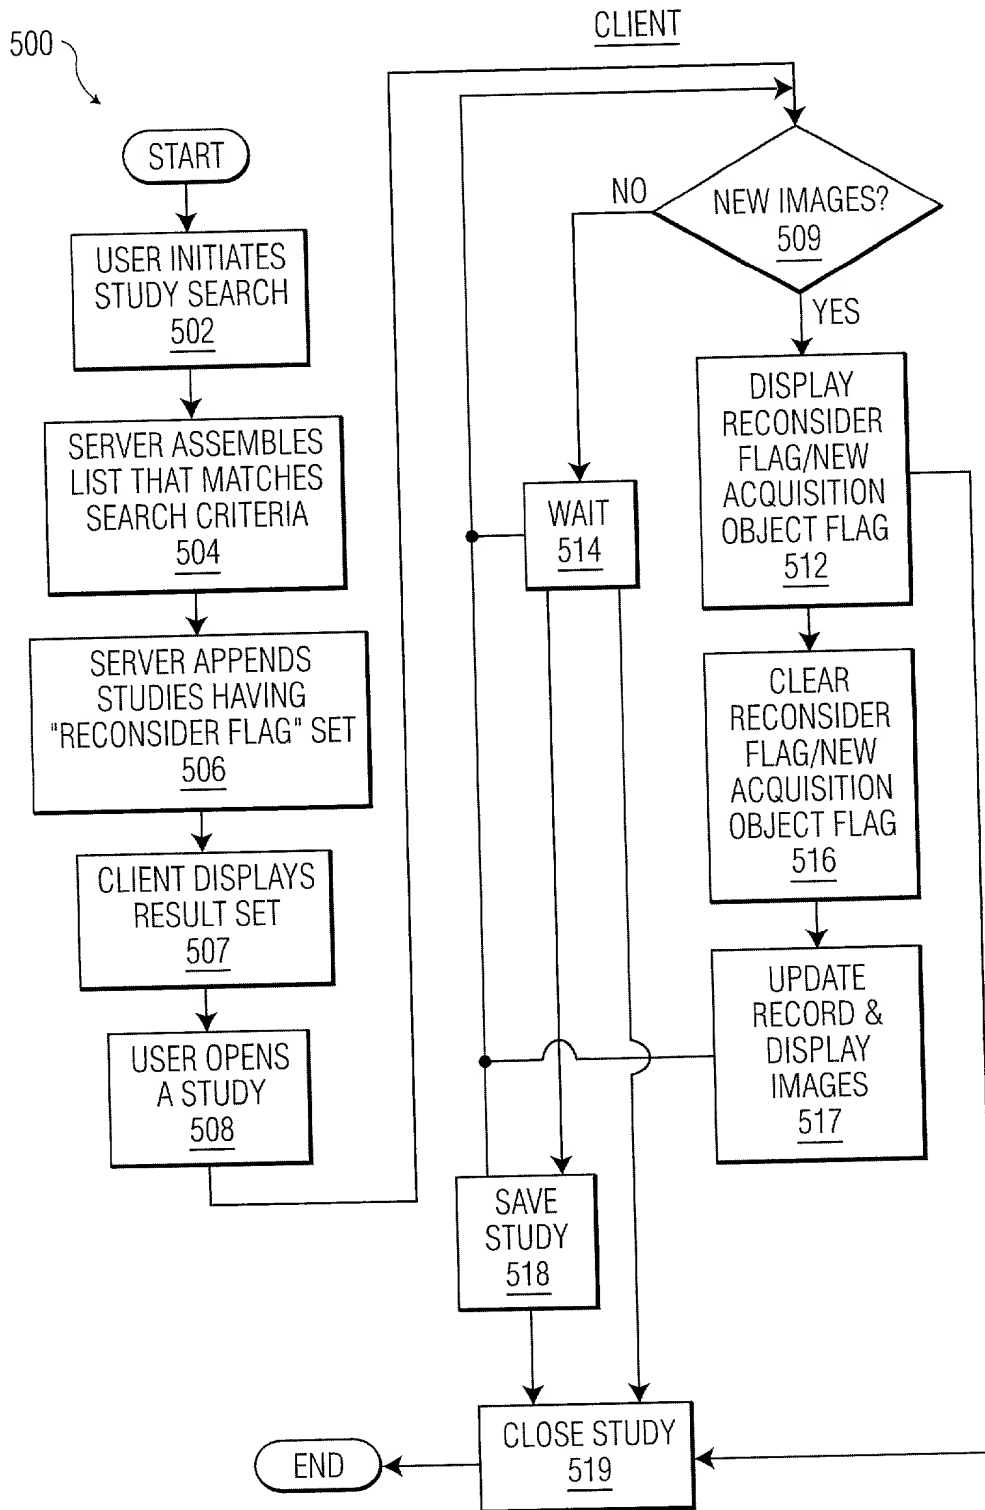 500
CLIENT
START
USER INITIATES
STUDY SEARCH
502
SERVER ASSEMBLES
LIST THAT MATCHES
SEARCH CRITERIA
504
SERVER APPENDS
STUDIES HAVING
"RECONSIDER FLAG" SET
506
CLIENT DISPLAYS
RESULT SET
507
USER OPENS
A STUDY
508
NEW IMAGES?
509
NO
YES
WAIT
514
DISPLAY
RECONSIDER
FLAG/NEW
ACQUISITION
OBJECT FLAG
512
CLEAR
RECONSIDER
FLAG/NEW
ACQUISITION
OBJECT FLAG
516
UPDATE
RECORD &
DISPLAY
IMAGES
517
SAVE
STUDY
518
CLOSE STUDY
519
END